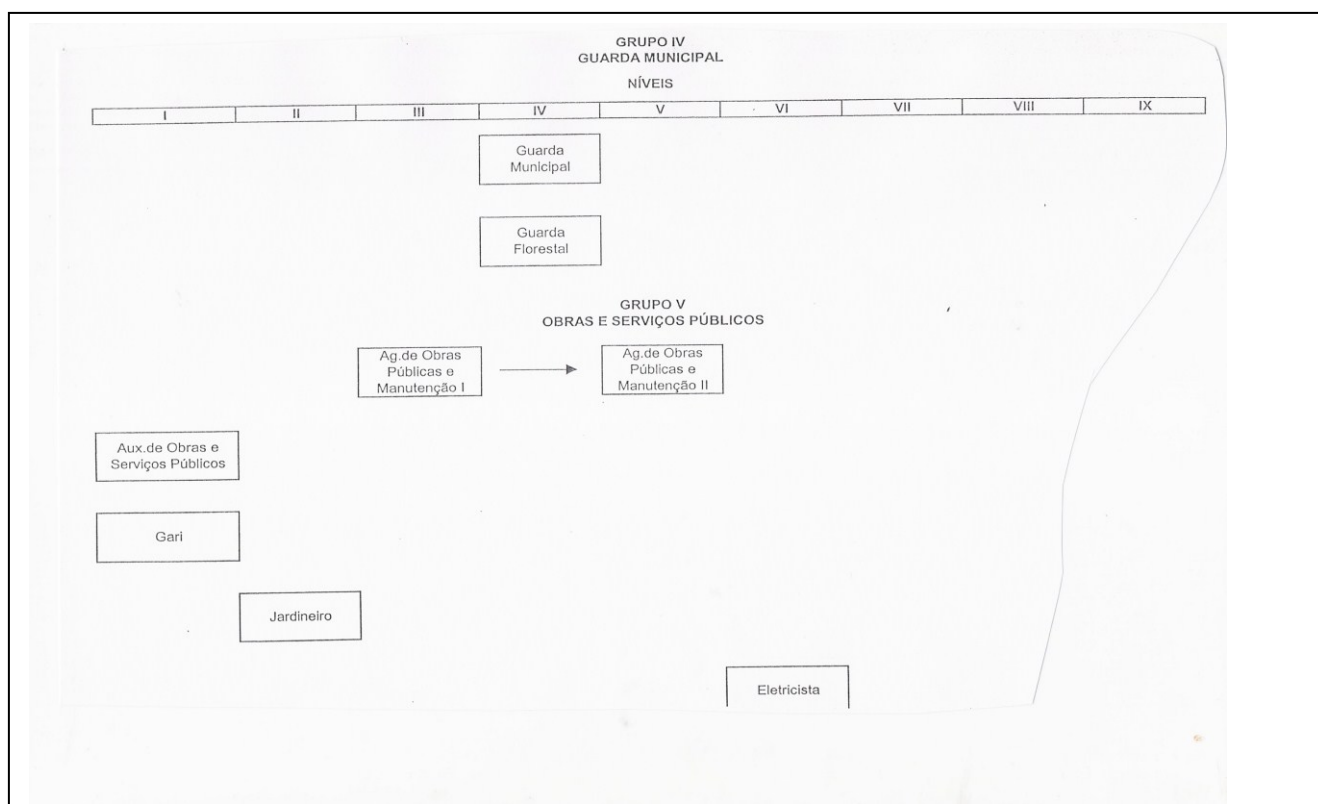 GRUPO IV
GUARDA MUNICIPAL
NÍVEIS
I II III IV V VI VII VIII IX
Guarda
Municipal
Guarda
Florestal
GRUPO V
OBRAS E SERVIÇOS PÚBLICOS
Ag.de Obras
Públicas e
Manutenção I
Ag.de Obras
Públicas e
Manutenção II
Aux.de Obras e
Serviços Públicos
Gari
Jardineiro
Eletricista